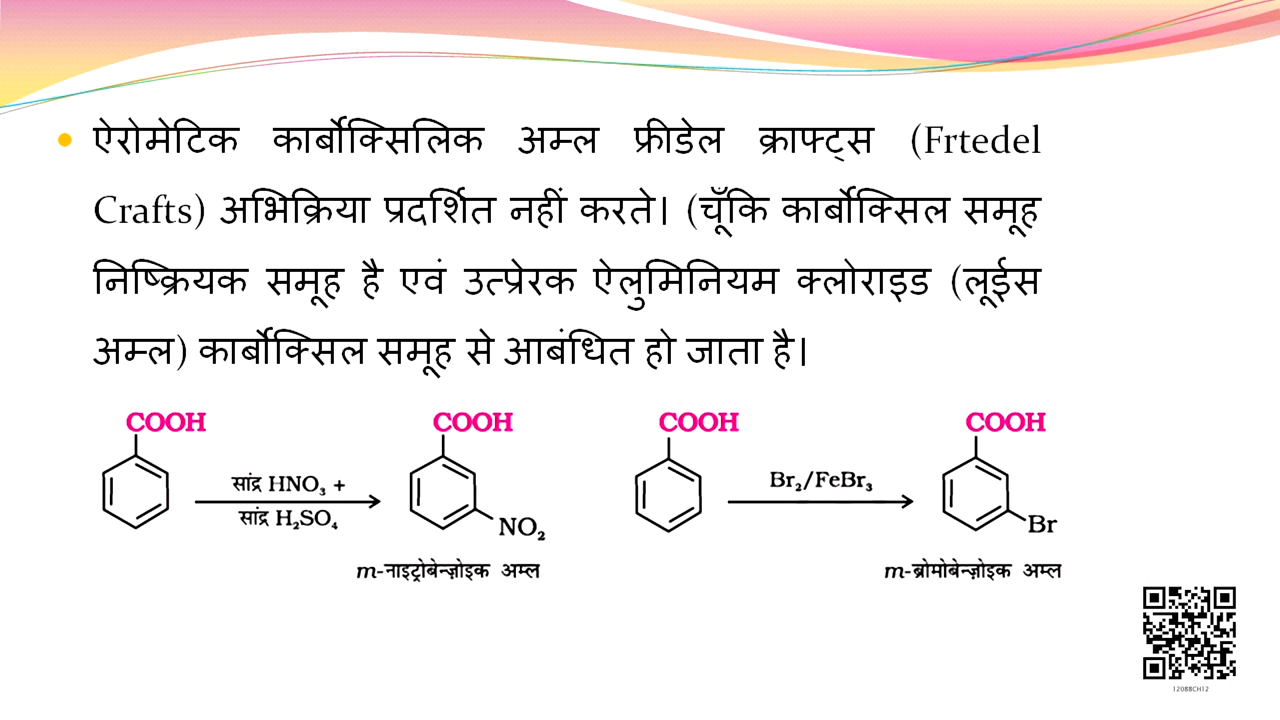 ऐरोमेटिक कार्बोक्सिलिक अम्ल फ्रीडेल क्राफ्ट्स (Frtedel
Crafts) अभिक्रिया प्रदर्शित नहीं करते। (चूँकि कार्बोक्सिल समूह
निष्क्रियक समूह है एवं उत्प्रेरक ऐलुमिनियम क्लोराइड (लूईस
अम्ल) कार्बोक्सिल समूह से आबंधित हो जाता है।
COOH
सांद्र HNO₃ +
सांद्र H₂SO₄
COOH
NO₂
m-नाइट्रोबेन्ज़ोइक अम्ल
COOH
Br₂/FeBr₃
COOH
Br
m-ब्रोमोबेन्ज़ोइक अम्ल
12088CH12